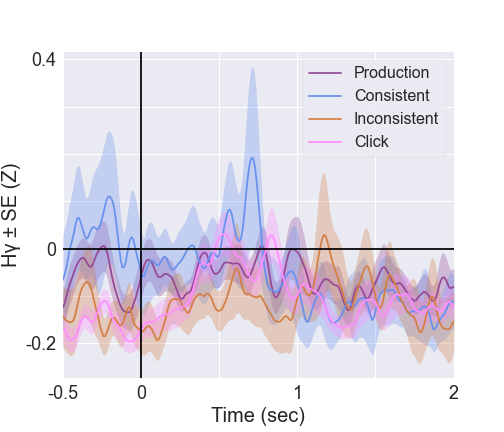 Hγ ± SE (Z)
0.4
0
-0.2
Production
Consistent
Inconsistent
Click
-0.5 0 1 2
Time (sec)